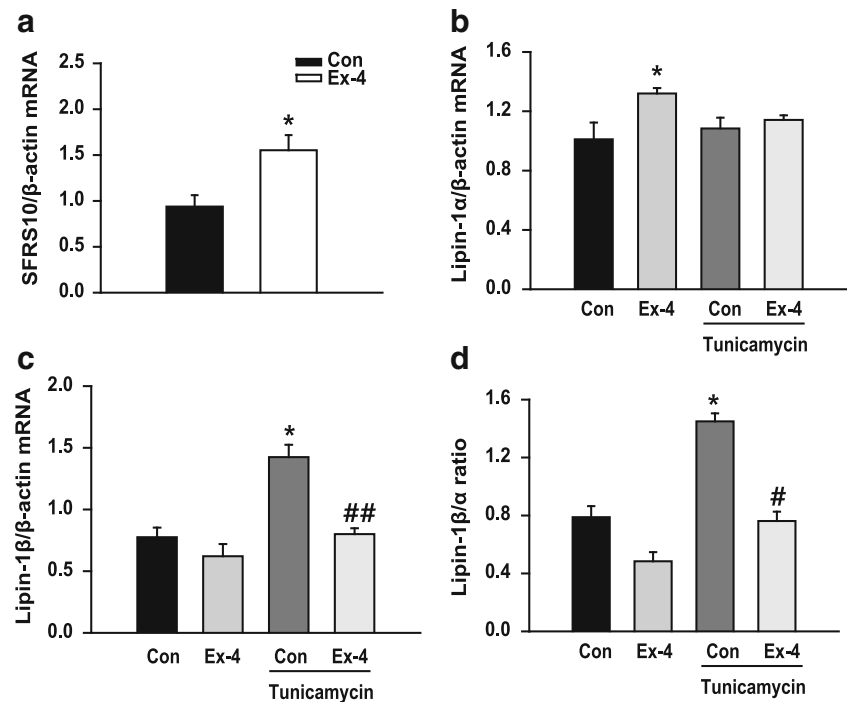 a
SFRS10/β-actin mRNA
2.5
2.0
1.5
1.0
0.5
0.0
Con
Ex-4
*
b
Lipin-1α/β-actin mRNA
1.6
1.2
0.8
0.4
0.0
*
Con Ex-4 Con Ex-4
Tunicamycin
c
Lipin-1β/β-actin mRNA
2.0
1.5
1.0
0.5
0.0
*
##
Con Ex-4 Con Ex-4
Tunicamycin
d
Lipin-1β/α ratio
1.6
1.2
0.8
0.4
0.0
*
#
Con Ex-4 Con Ex-4
Tunicamycin